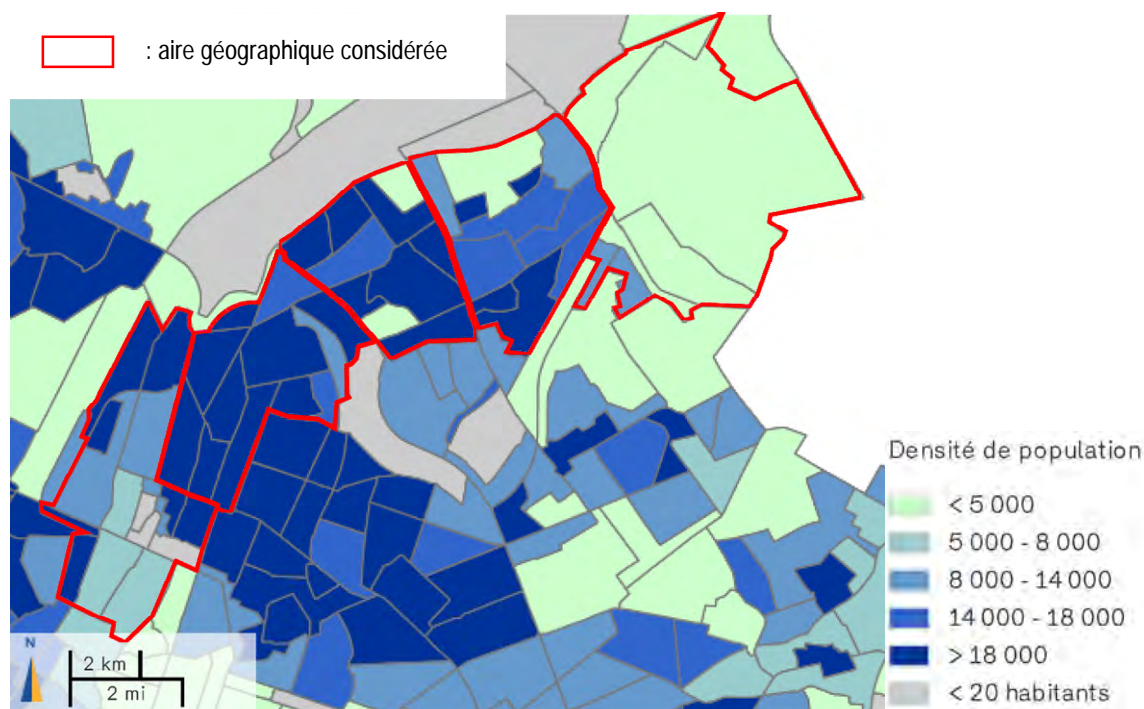 : aire géographique considérée
Densité de population
< 5 000
5 000 - 8 000
8 000 - 14 000
14 000 - 18 000
> 18 000
< 20 habitants
N
2 km
2 mi